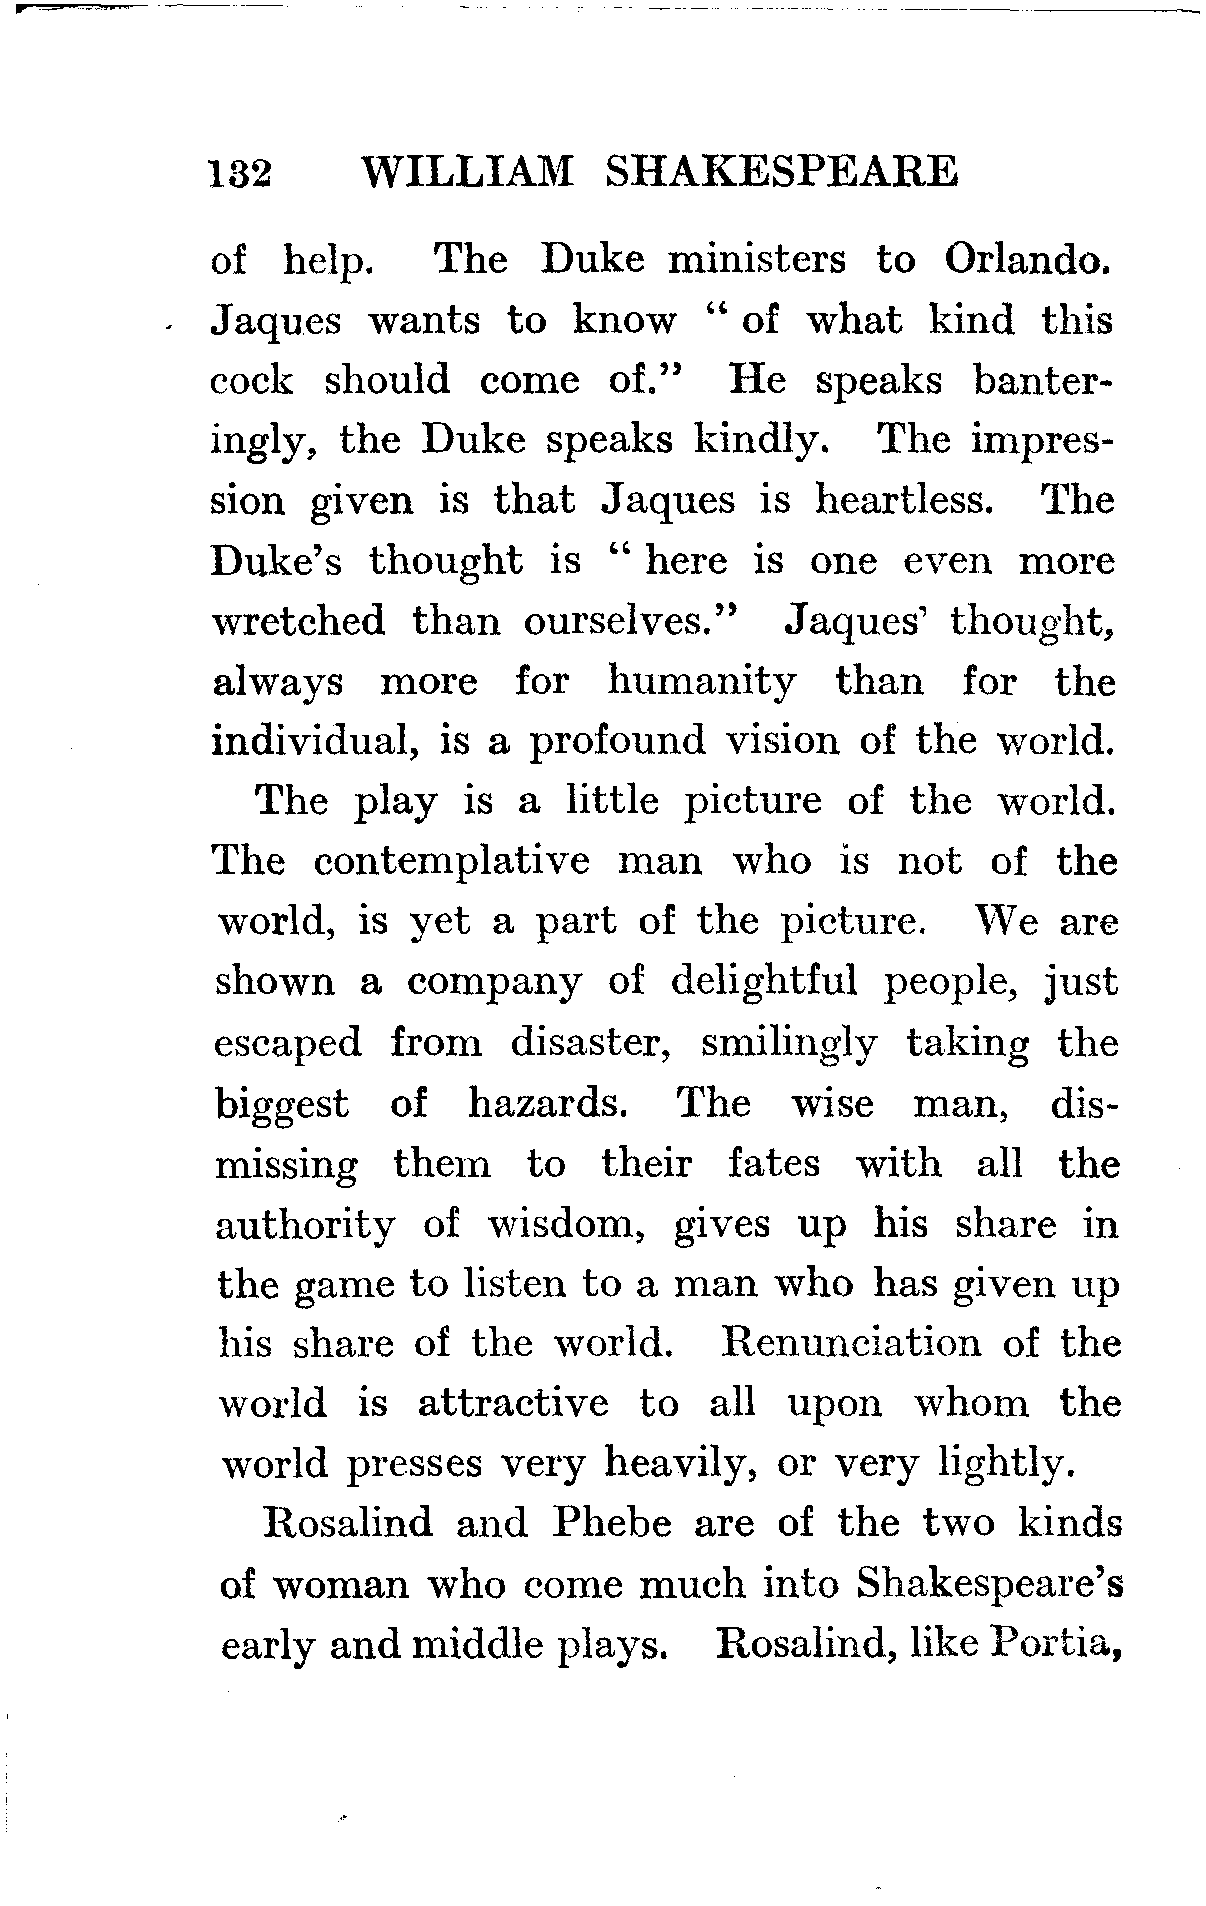 132 WILLIAM SHAKESPEARE
of help. The Duke ministers to Orlando.
Jaques wants to know “ of what kind this
cock should come of.” He speaks banter-
ingly, the Duke speaks kindly. The impres-
sion given is that Jaques is heartless. The
Duke’s thought is “ here is one even more
wretched than ourselves.” Jaques’ thought,
always more for humanity than for the
individual, is a profound vision of the world.
The play is a little picture of the world.
The contemplative man who is not of the
world, is yet a part of the picture. We are
shown a company of delightful people, just
escaped from disaster, smilingly taking the
biggest of hazards. The wise man, dis-
missing them to their fates with all the
authority of wisdom, gives up his share in
the game to listen to a man who has given up
his share of the world. Renunciation of the
world is attractive to all upon whom the
world presses very heavily, or very lightly.
Rosalind and Phebe are of the two kinds
of woman who come much into Shakespeare’s
early and middle plays. Rosalind, like Portia,